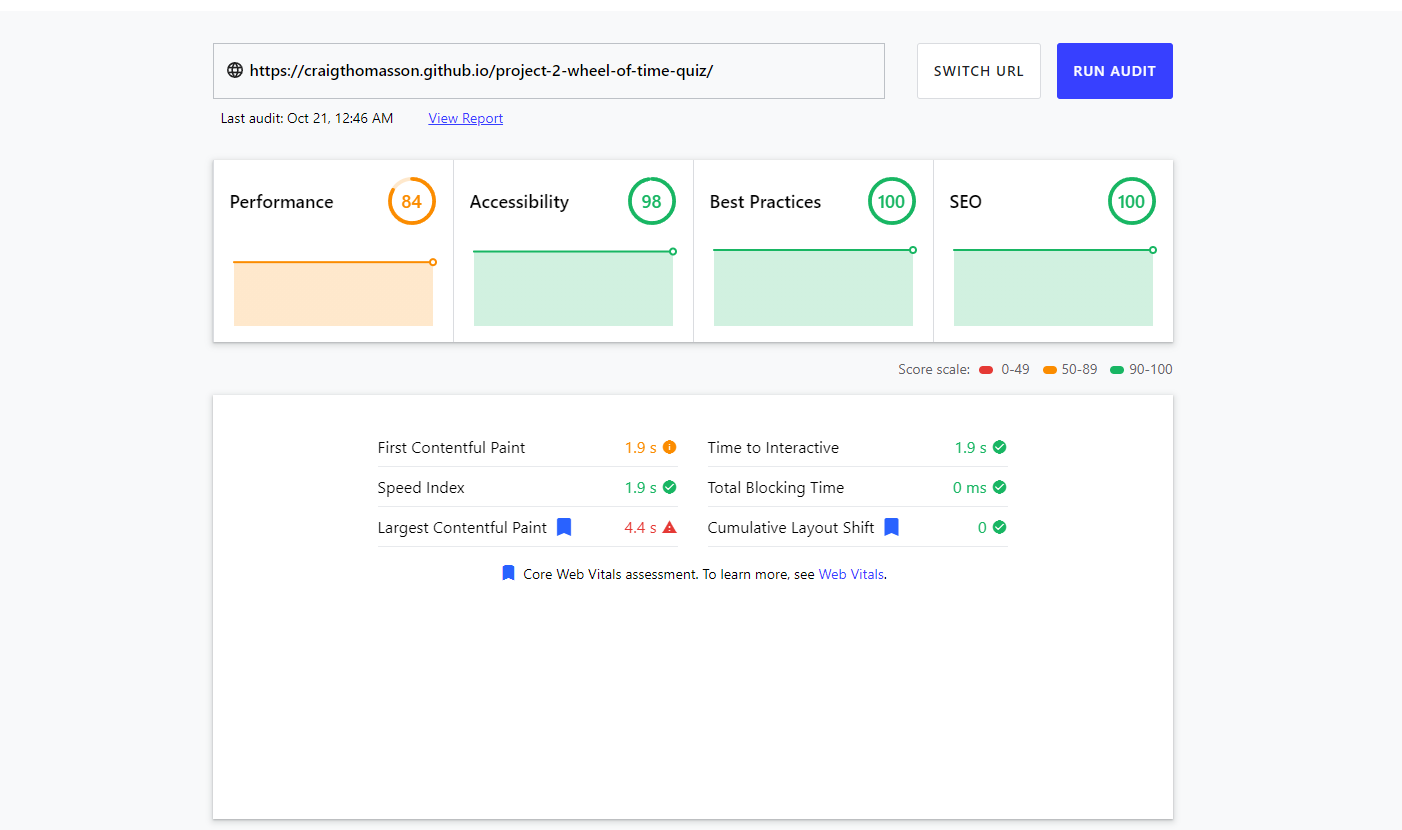 https://craigthomasson.github.io/project-2-wheel-of-time-quiz/
SWITCH URL
RUN AUDIT
Last audit: Oct 21, 12:46 AM
View Report
Performance 84
Accessibility 98
Best Practices 100
SEO 100
Score scale: 0-49 50-89 90-100
First Contentful Paint 1.9 s
Time to Interactive 1.9 s
Speed Index 1.9 s
Total Blocking Time 0 ms
Largest Contentful Paint 4.4 s
Cumulative Layout Shift 0
Core Web Vitals assessment. To learn more, see Web Vitals.